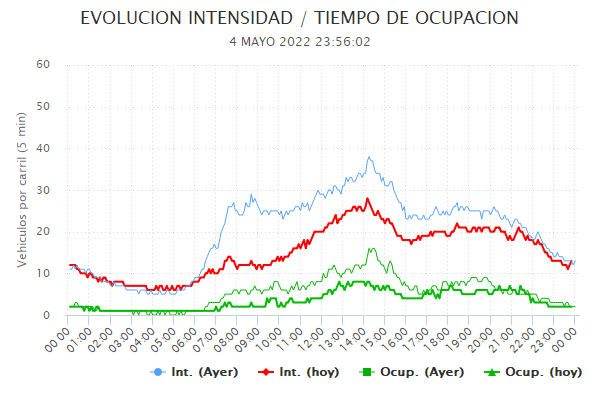 EVOLUCION INTENSIDAD / TIEMPO DE OCUPACION
4 MAYO 2022 23:56:02
Vehiculos por carril (5 min)
60
50
40
30
20
10
0
00:00 01:00 02:00 03:00 04:00 05:00 06:00 07:00 08:00 09:00 10:00 11:00 12:00 13:00 14:00 15:00 16:00 17:00 18:00 19:00 20:00 21:00 22:00 23:00 00:00
Int. (Ayer) Int. (hoy) Ocup. (Ayer) Ocup. (hoy)